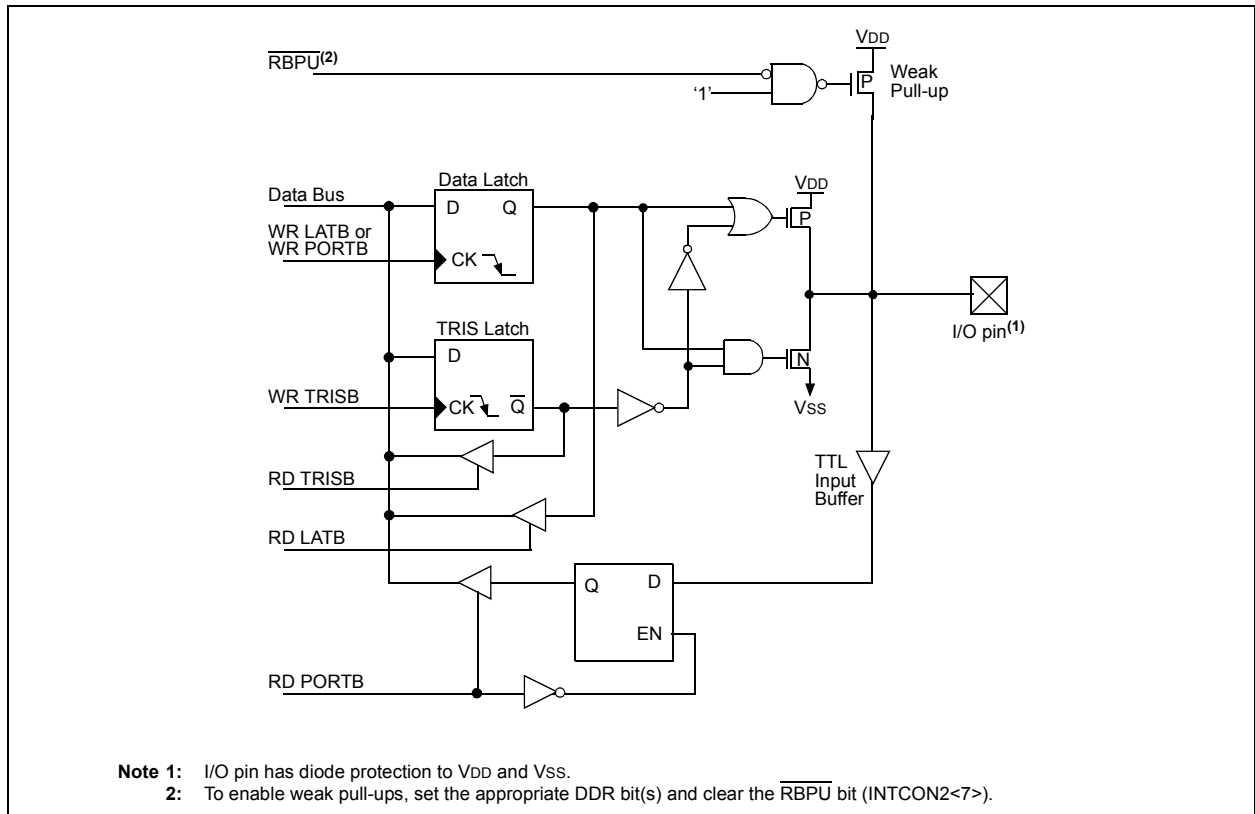 VDD
RBPU(2)
Weak
Pull-up
P
'1'
Data Latch
VDD
Data Bus
D Q
P
WR LATB or
WR PORTB
CK
I/O pin(1)
TRIS Latch
D
N
WR TRISB
CK Q
VSS
TTL
Input
Buffer
RD TRISB
RD LATB
Q D
EN
RD PORTB
Note 1: I/O pin has diode protection to VDD and VSS.
2: To enable weak pull-ups, set the appropriate DDR bit(s) and clear the RBPU bit (INTCON2<7>).